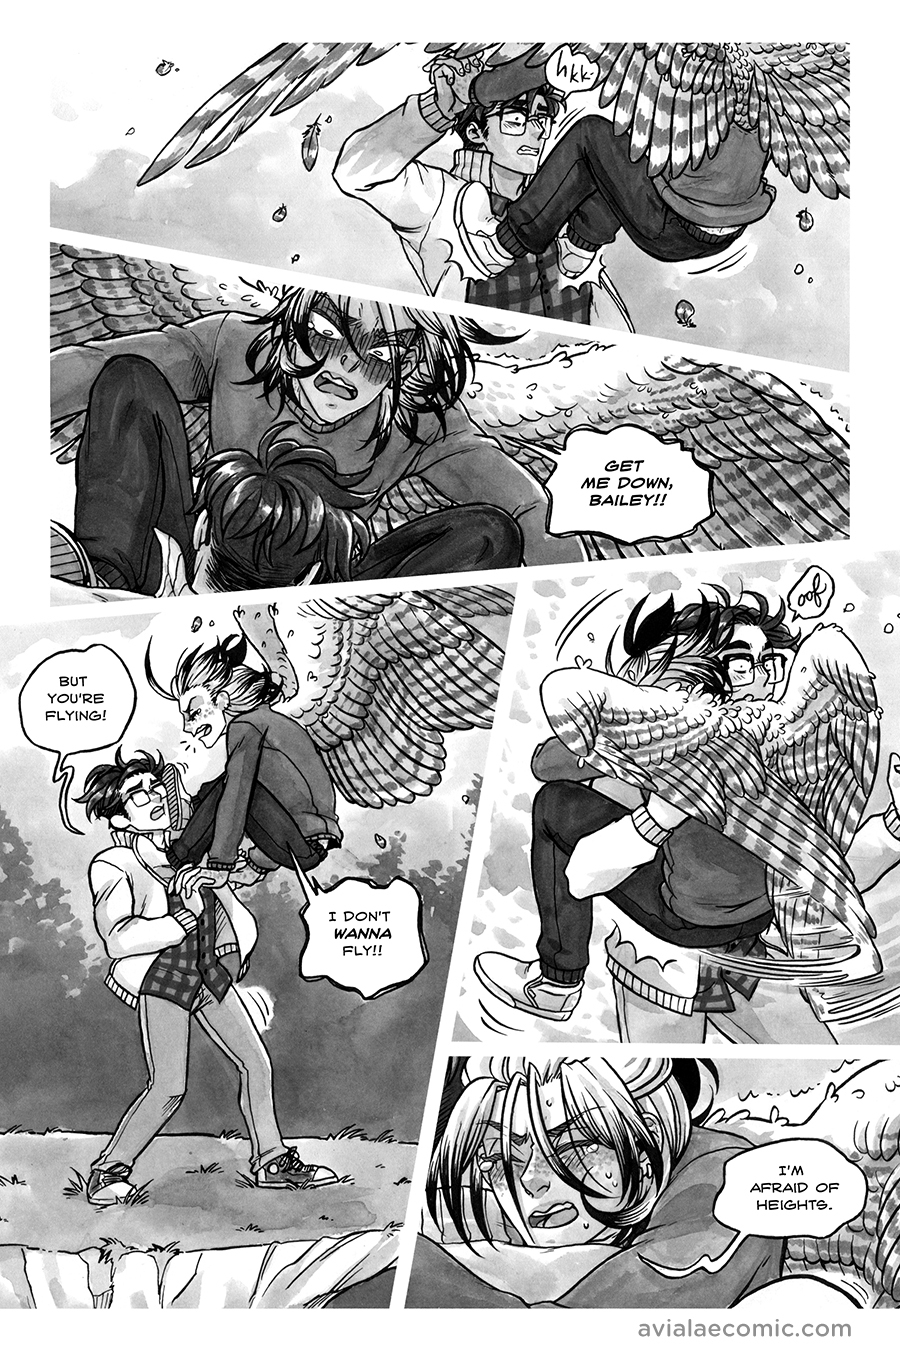 hkk-
GET
ME DOWN,
BAILEY!!
BUT
YOU'RE
FLYING!
I DON'T
WANNA
FLY!!
oof
I'M
AFRAID OF
HEIGHTS.
avialaecomic.com